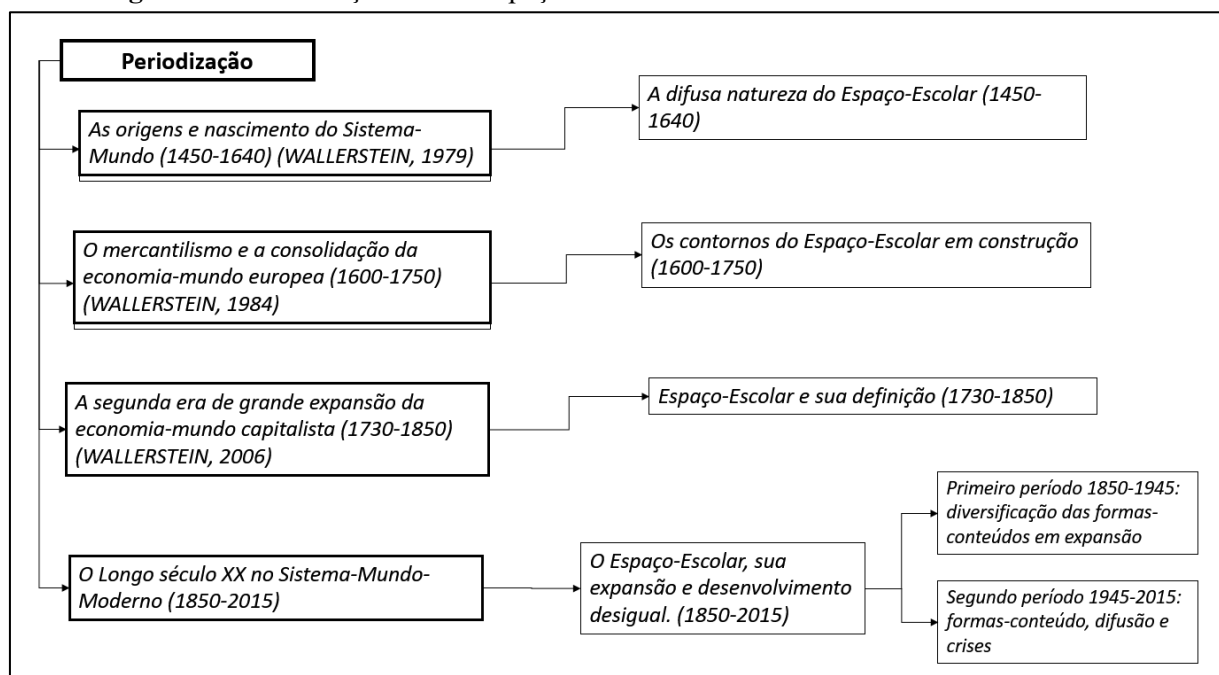 Periodização
As origens e nascimento do Sistema-
Mundo (1450-1640) (WALLERSTEIN, 1979)
A difusa natureza do Espaço-Escolar (1450-
1640)
O mercantilismo e a consolidação da
economia-mundo europea (1600-1750)
(WALLERSTEIN, 1984)
Os contornos do Espaço-Escolar em construção
(1600-1750)
A segunda era de grande expansão da
economia-mundo capitalista (1730-1850)
(WALLERSTEIN, 2006)
Espaço-Escolar e sua definição (1730-1850)
O Longo século XX no Sistema-Mundo-
Moderno (1850-2015)
O Espaço-Escolar, sua
expansão e desenvolvimento
desigual. (1850-2015)
Primeiro período 1850-1945:
diversificação das formas-
conteúdos em expansão
Segundo período 1945-2015:
formas-conteúdo, difusão e
crises